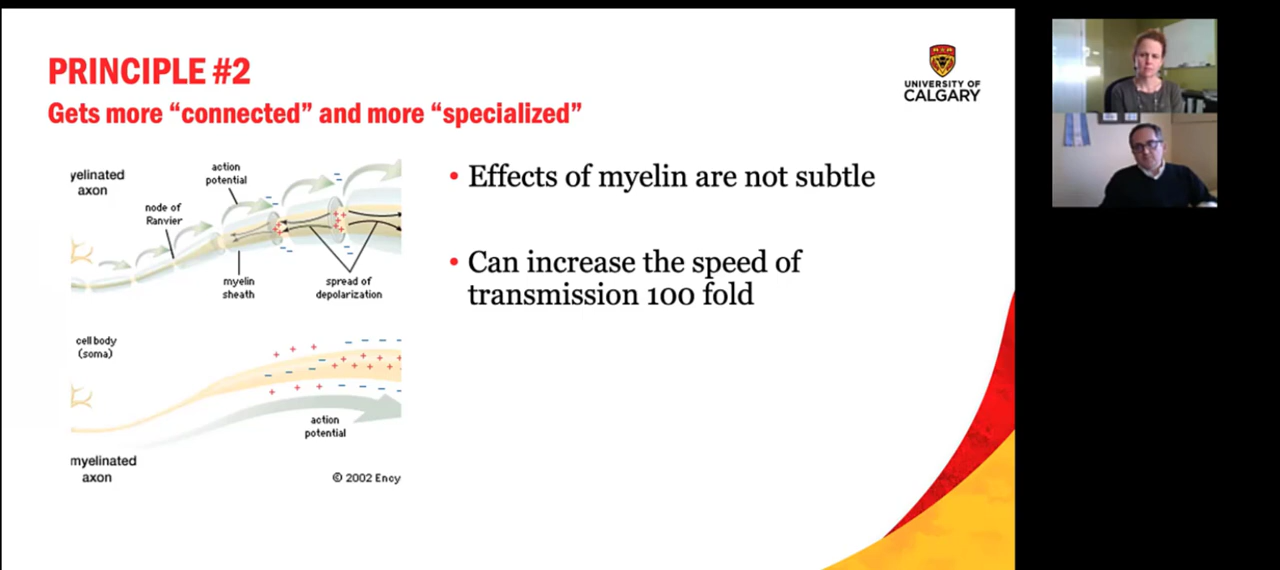 PRINCIPLE #2
Gets more “connected” and more “specialized”
UNIVERSITY OF
CALGARY
yelinated
axon
action
potential
node of
Ranvier
myelin
sheath
spread of
depolarization
cell body
(soma)
action
potential
myelinated
axon
© 2002 Ency
• Effects of myelin are not subtle
• Can increase the speed of
transmission 100 fold